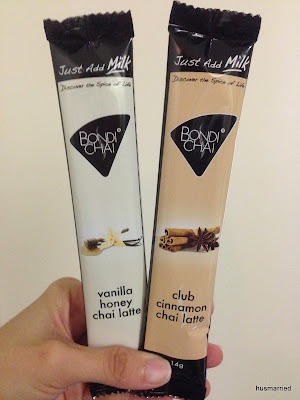 Just Add Milk
Discover the Spice of Life
BONDI
CHAI
vanilla
honey
chai latte
Just Add Milk
Discover the Spice of Life
BONDI
CHAI
club
cinnamon
chai latte
14g
husmarried